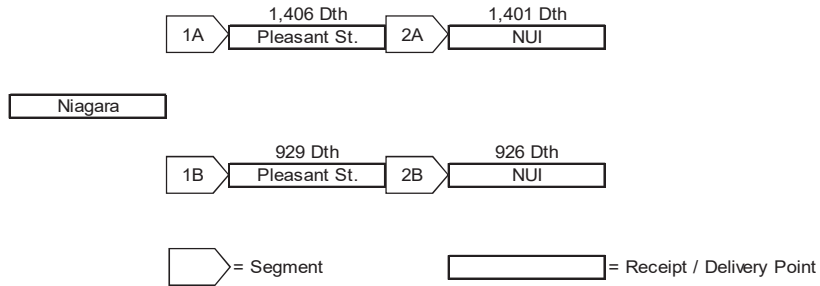 1,406 Dth 1,401 Dth
1A Pleasant St. 2A NUI
Niagara
929 Dth 926 Dth
1B Pleasant St. 2B NUI
= Segment = Receipt / Delivery Point